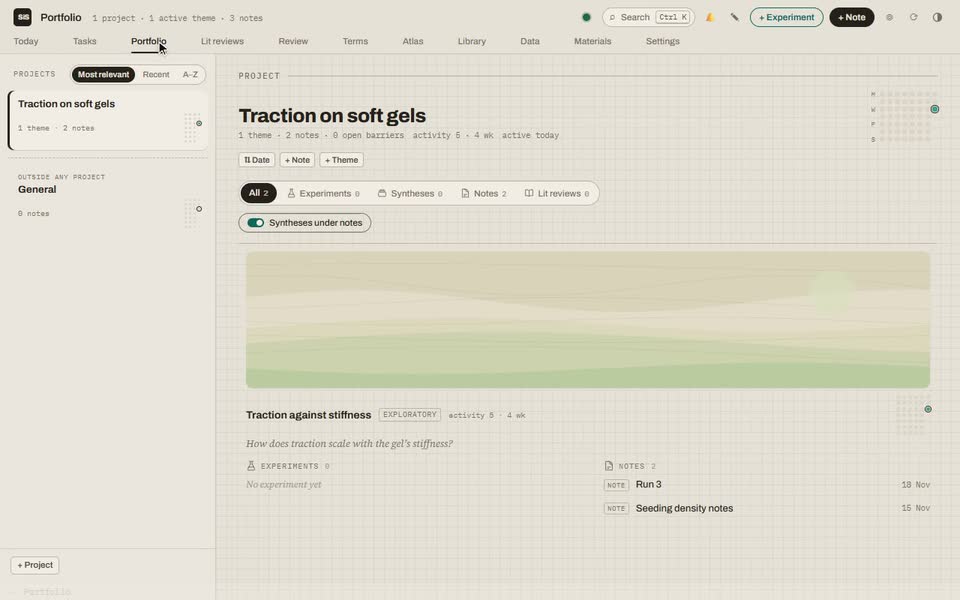 SiS Portfolio 1 project · 1 active theme · 3 notes Search Ctrl K + Experiment + Note
Today Tasks Portfolio Lit reviews Review Terms Atlas Library Data Materials Settings
PROJECTS Most relevant Recent A–Z
Traction on soft gels
1 theme · 2 notes
OUTSIDE ANY PROJECT
General
0 notes
+ Project
← Portfolio
PROJECT
Traction on soft gels
1 theme · 2 notes · 0 open barriers activity 5 · 4 wk active today
M
W
P
S
⇅ Date + Note + Theme
All 2 Experiments 0 Syntheses 0 Notes 2 Lit reviews 0
Syntheses under notes
Traction against stiffness EXPLORATORY activity 5 · 4 wk
How does traction scale with the gel's stiffness?
EXPERIMENTS 0
No experiment yet
NOTES 2
NOTE Run 3 18 Nov
NOTE Seeding density notes 15 Nov